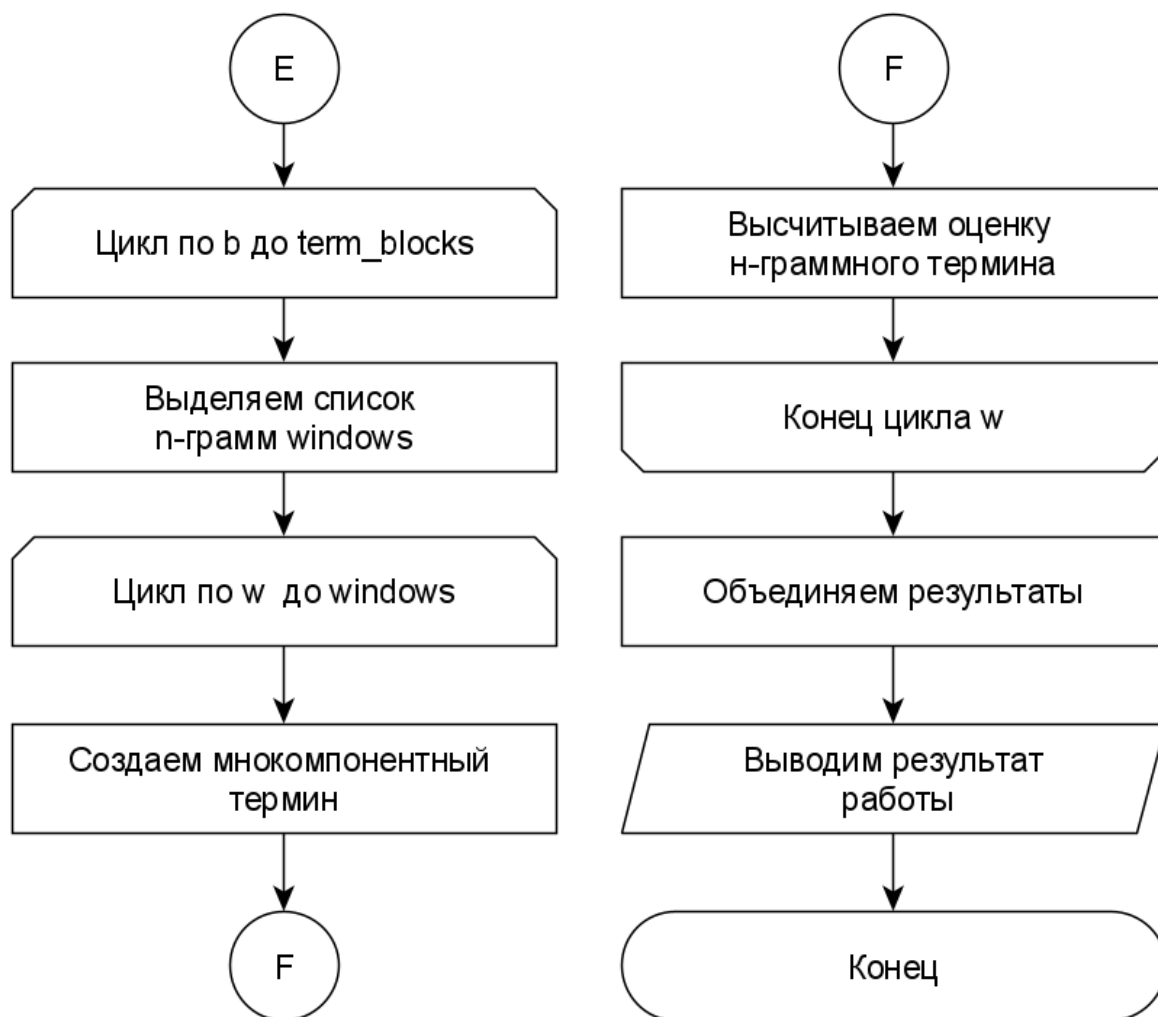 E
Цикл по b до term_blocks
Выделяем список
n-грамм windows
Цикл по w до windows
Создаем мнокомпонентный
термин
F
F
Высчитываем оценку
н-граммного термина
Конец цикла w
Объединяем результаты
Выводим результат
работы
Конец